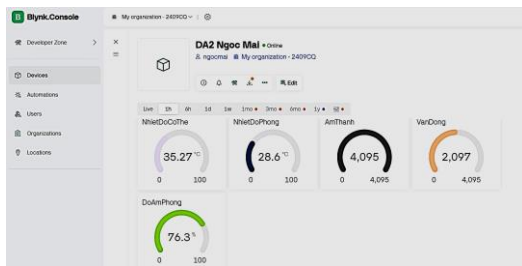 B Blynk.Console
My organization - 2409CQ
Developer Zone
Devices
Automations
Users
Organizations
Locations
DA2 Ngoc Mai Online
ngocmai My organization - 2409CQ
Edit
Live 1h 6h 1d 1w 1mo 3mo 6mo 1y
NhietDoCoThe NhietDoPhong AmThanh VanDong
35.27 °C 28.6 °C 4,095 2,097
0 100 0 100 0 4,095 0 4,095
DoAmPhong
76.3 %
0 100